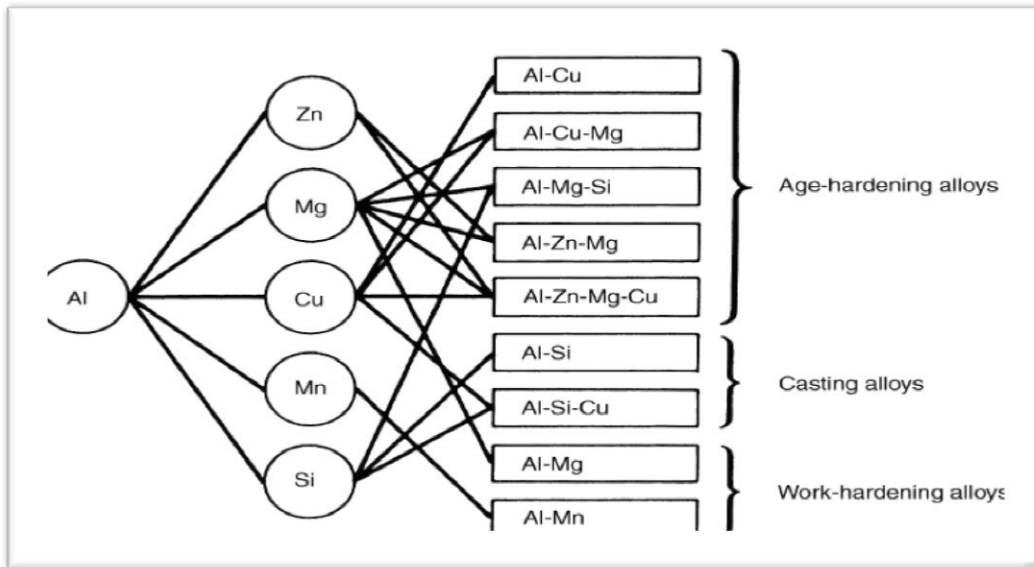 Al
Zn
Mg
Cu
Mn
Si
Al-Cu
Al-Cu-Mg
Al-Mg-Si
Al-Zn-Mg
Al-Zn-Mg-Cu
Al-Si
Al-Si-Cu
Al-Mg
Al-Mn
Age-hardening alloys
Casting alloys
Work-hardening alloys